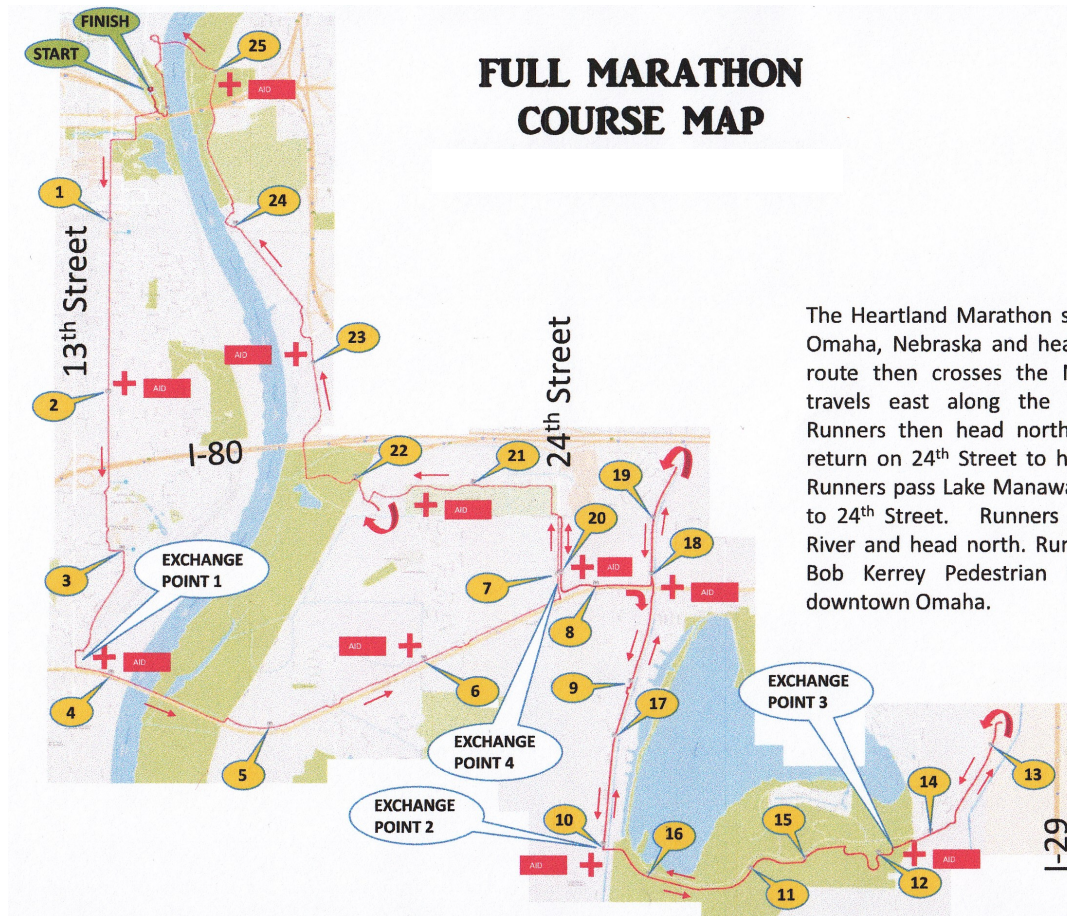 FINISH
START
25
AID
FULL MARATHON
COURSE MAP
1
24
13th Street
23
AID
AID
2
24th Street
The Heartland Marathon s
Omaha, Nebraska and hea
route then crosses the M
travels east along the
Runners then head north
return on 24th Street to h
Runners pass Lake Manawa
to 24th Street. Runners
River and head north. Run
Bob Kerrey Pedestrian
downtown Omaha.
I-80
22
21
19
AID
20
18
EXCHANGE
POINT 1
3
7
AID
AID
8
AID
AID
4
6
9
17
EXCHANGE
POINT 3
EXCHANGE
POINT 4
5
13
EXCHANGE
POINT 2
10
16
15
14
I-29
AID
11
12
AID